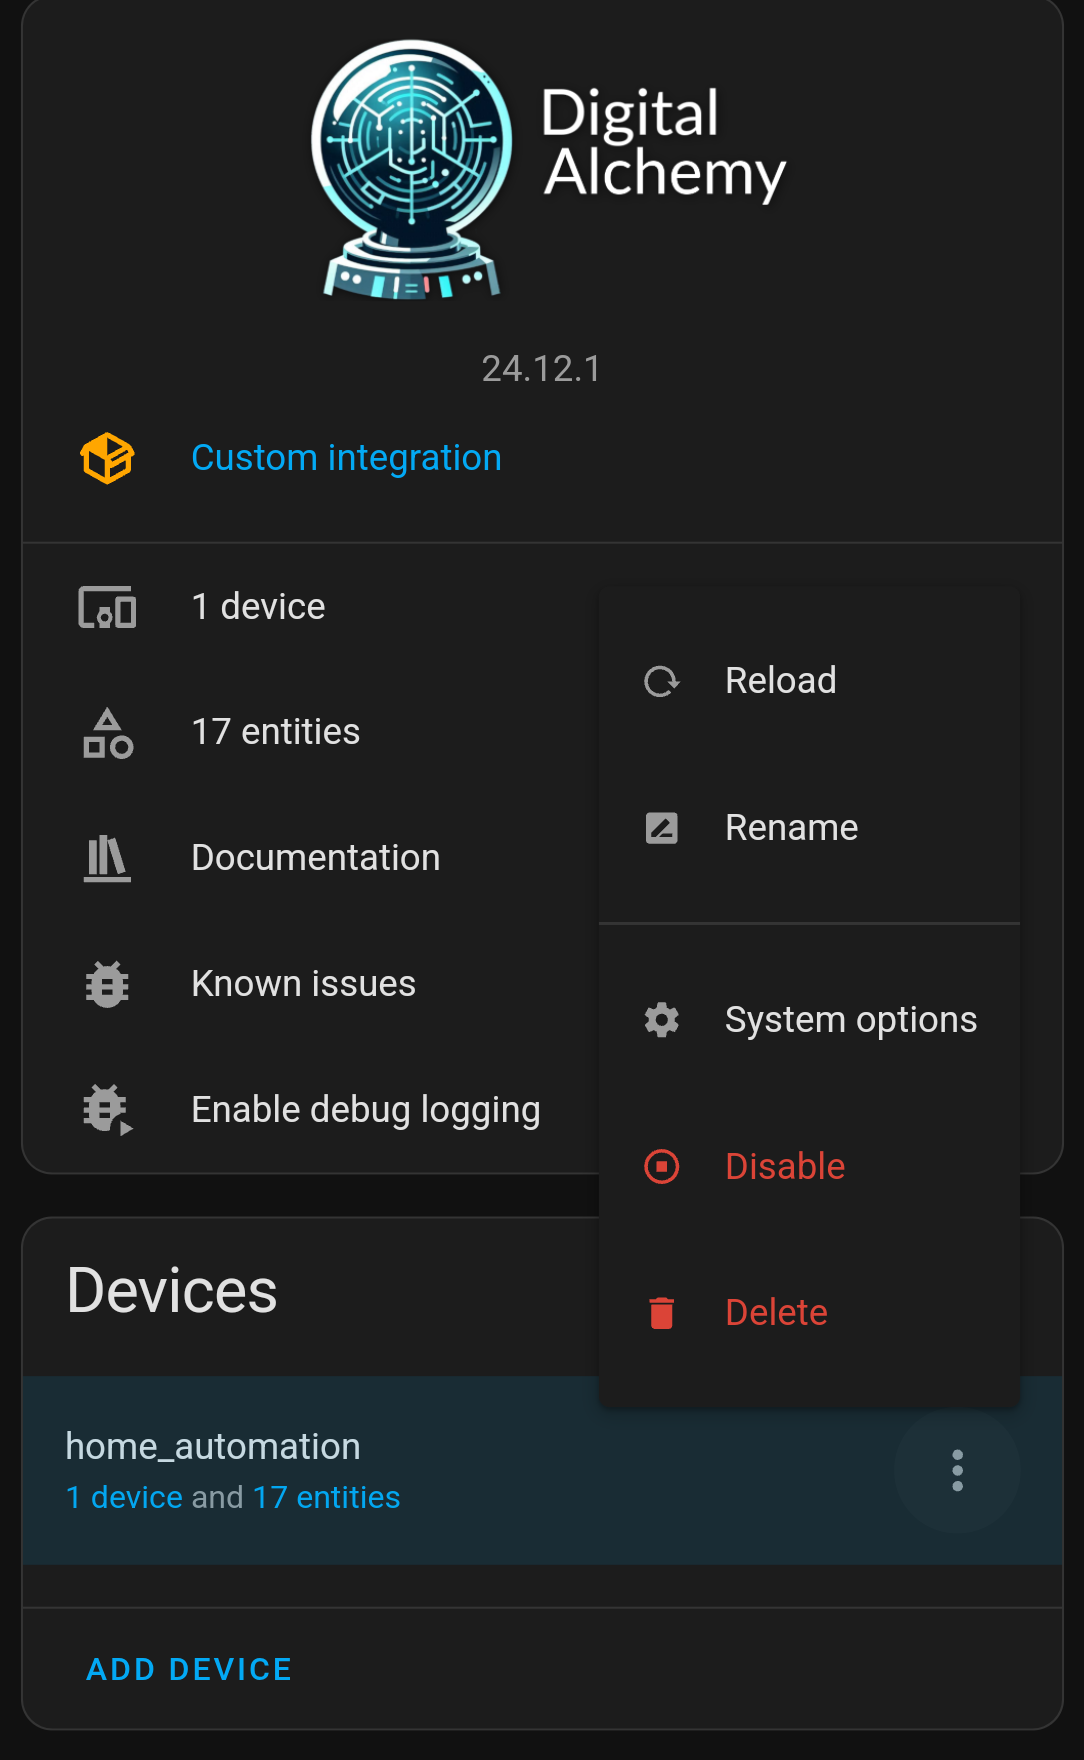 Digital
Alchemy
24.12.1
Custom integration
1 device
17 entities
Documentation
Known issues
Enable debug logging
Reload
Rename
System options
Disable
Delete
Devices
home_automation
1 device and 17 entities
ADD DEVICE